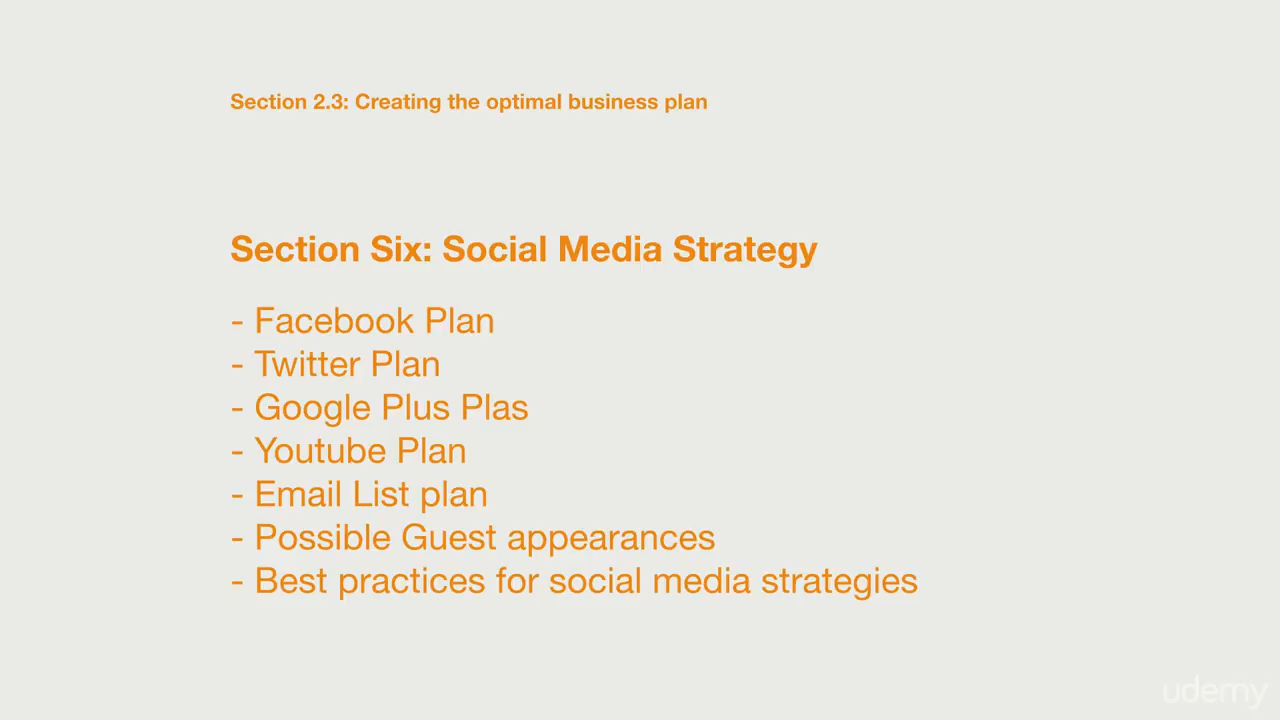 Section 2.3: Creating the optimal business plan
Section Six: Social Media Strategy
- Facebook Plan
- Twitter Plan
- Google Plus Plas
- Youtube Plan
- Email List plan
- Possible Guest appearances
- Best practices for social media strategies
udemy